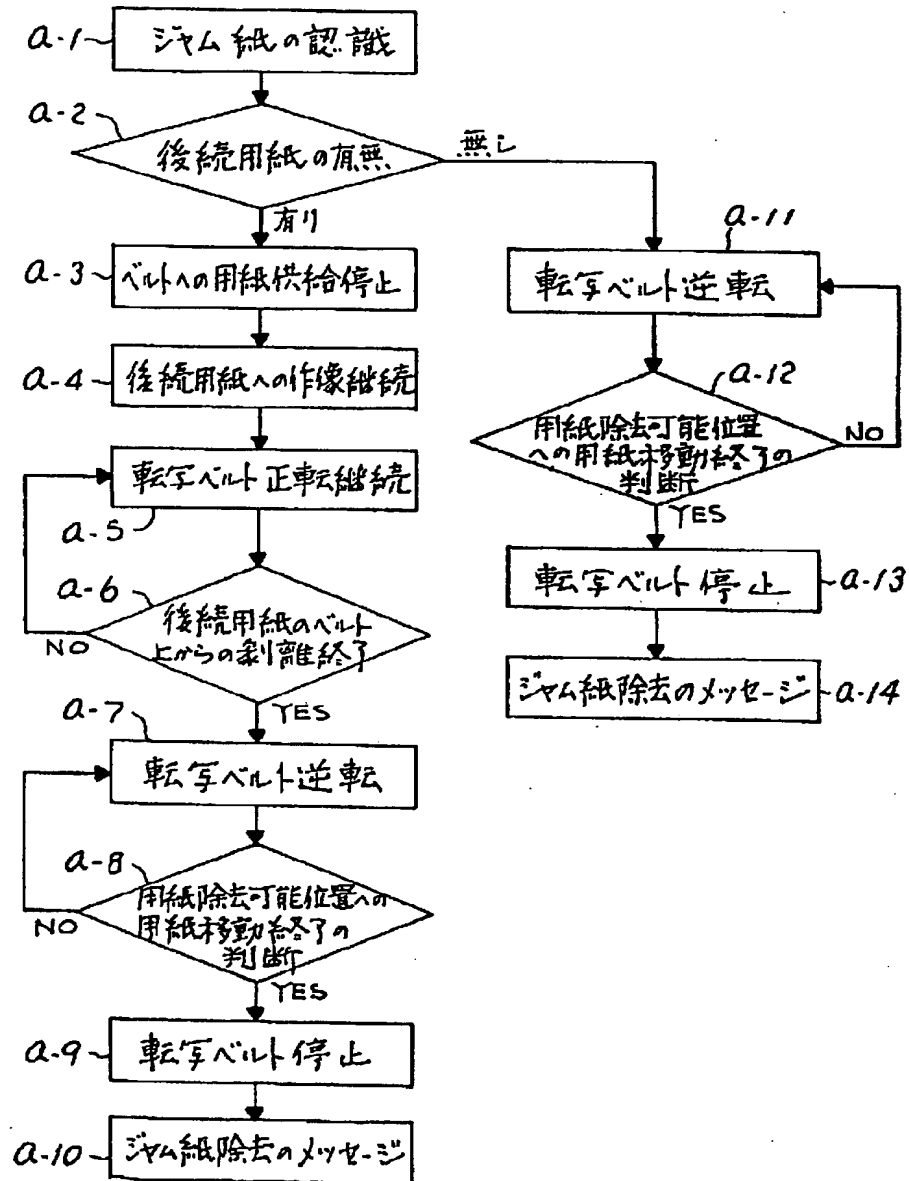 a-1
ジャム紙の認識
a-2
後続用紙の有無
無し
有り
a-3
ベルトへの用紙供給停止
a-4
後続用紙への作像継続
a-5
転写ベルト正転継続
a-6
後続用紙のベルト
上からの剥離終了
NO
YES
a-7
転写ベルト逆転
a-8
用紙除去可能位置への
用紙移動終了の
判断
NO
YES
a-9
転写ベルト停止
a-10
ジャム紙除去のメッセージ
a-11
転写ベルト逆転
a-12
用紙除去可能位置
への用紙移動終了の
判断
NO
YES
転写ベルト停止
a-13
ジャム紙除去のメッセージ
a-14